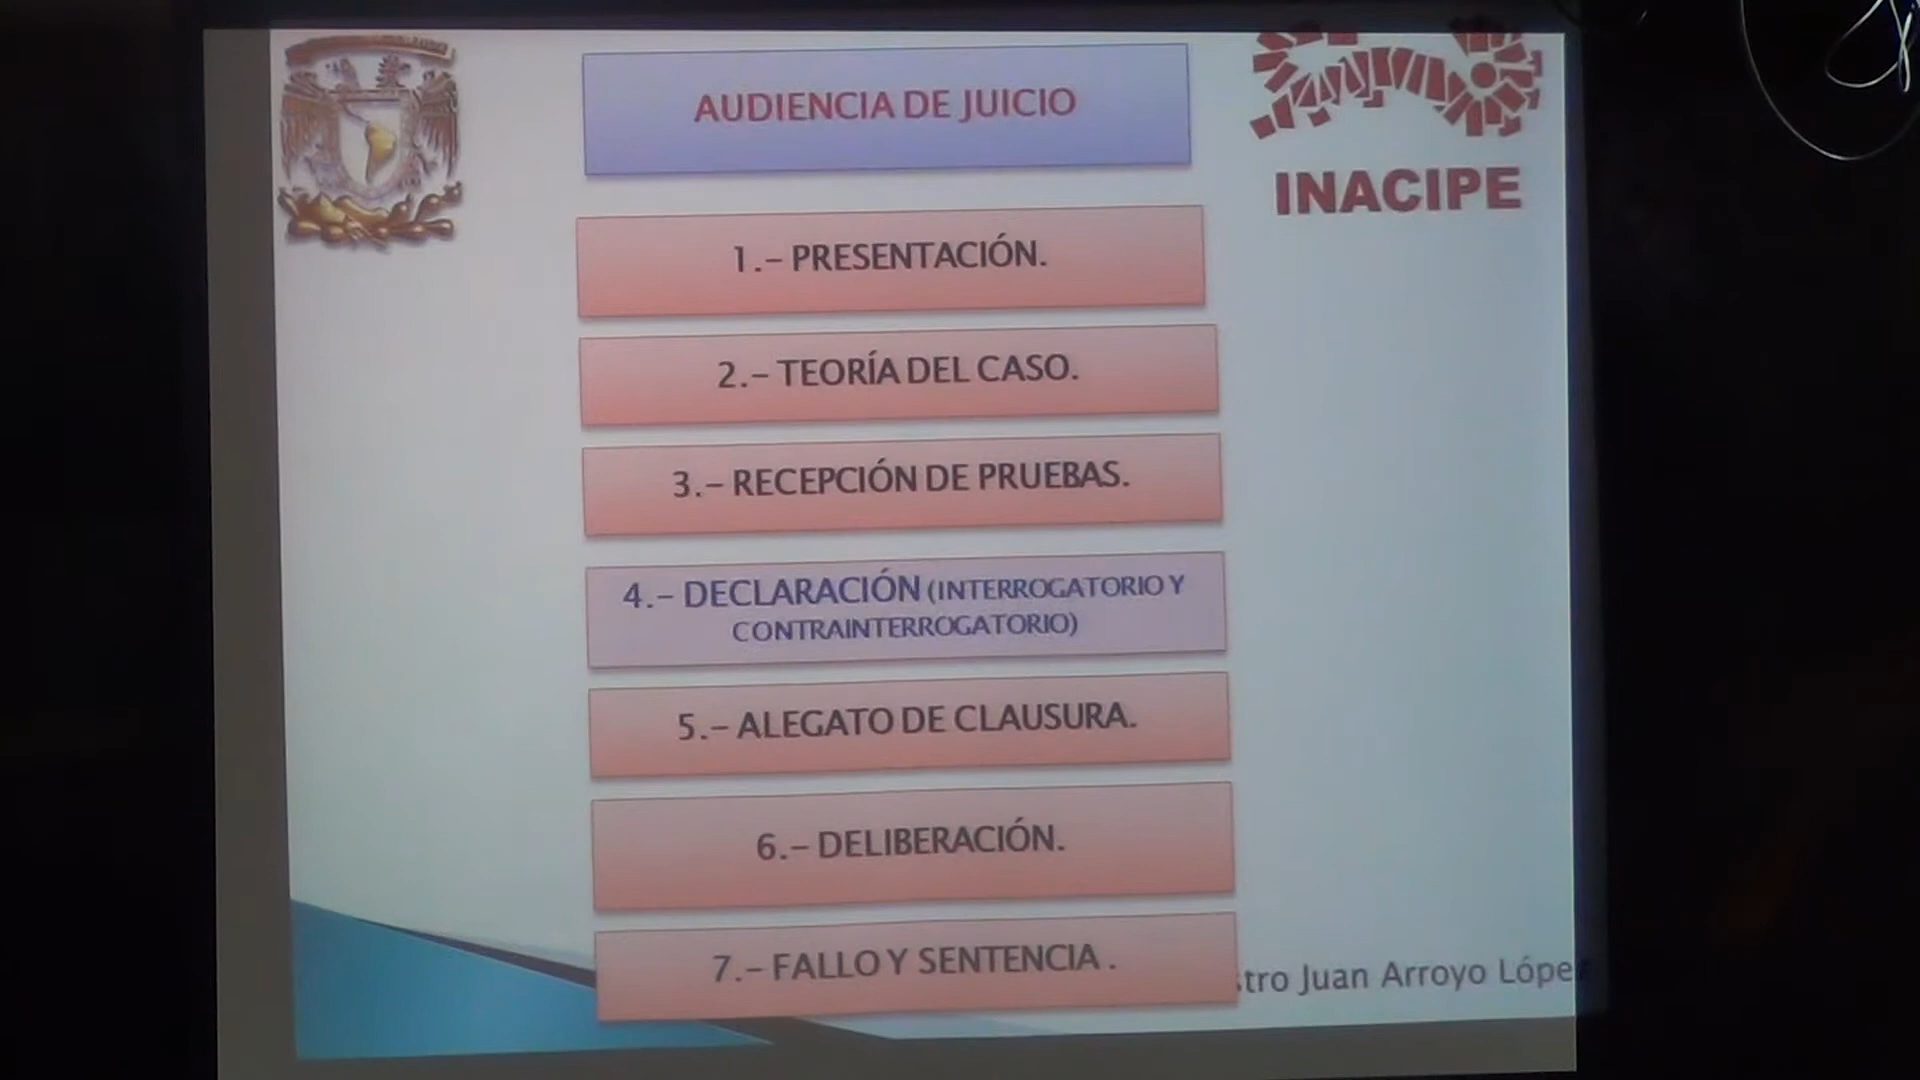 AUDIENCIA DE JUICIO
INACIPE
1.- PRESENTACIÓN.
2.- TEORÍA DEL CASO.
3.- RECEPCIÓN DE PRUEBAS.
4.- DECLARACIÓN (INTERROGATORIO Y
CONTRAINTERROGATORIO)
5.- ALEGATO DE CLAUSURA.
6.- DELIBERACIÓN.
7.- FALLO Y SENTENCIA .
Juan Arroyo López